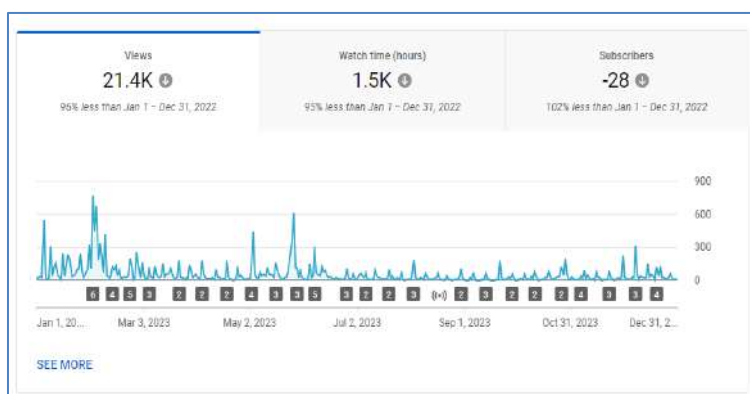 Views
21.4K
96% less than Jan 1 – Dec 31, 2022
Watch time (hours)
1.5K
95% less than Jan 1 – Dec 31, 2022
Subscribers
-28
102% less than Jan 1 – Dec 31, 2022
900
600
300
0
6 4 5 3 2 2 2 4 3 3 5 3 2 2 3 2 3 2 2 2 4 3 3 4
Jan 1, 20... Mar 3, 2023 May 2, 2023 Jul 2, 2023 Sep 1, 2023 Oct 31, 2023 Dec 31, 2...
SEE MORE